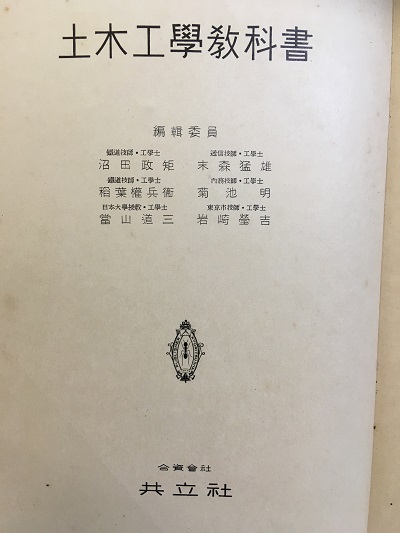 土木工學教科書
編輯委員
鐵道技師・工學士 遞信技師・工學士
沼田政矩 末森猛雄
鐵道技師・工學士 內務技師・工學士
稻葉權兵衞 菊池明
日本大學授敎・工學士 東京市技師・工學士
當山道三 岩崎瑩吉
合資會社
共立社